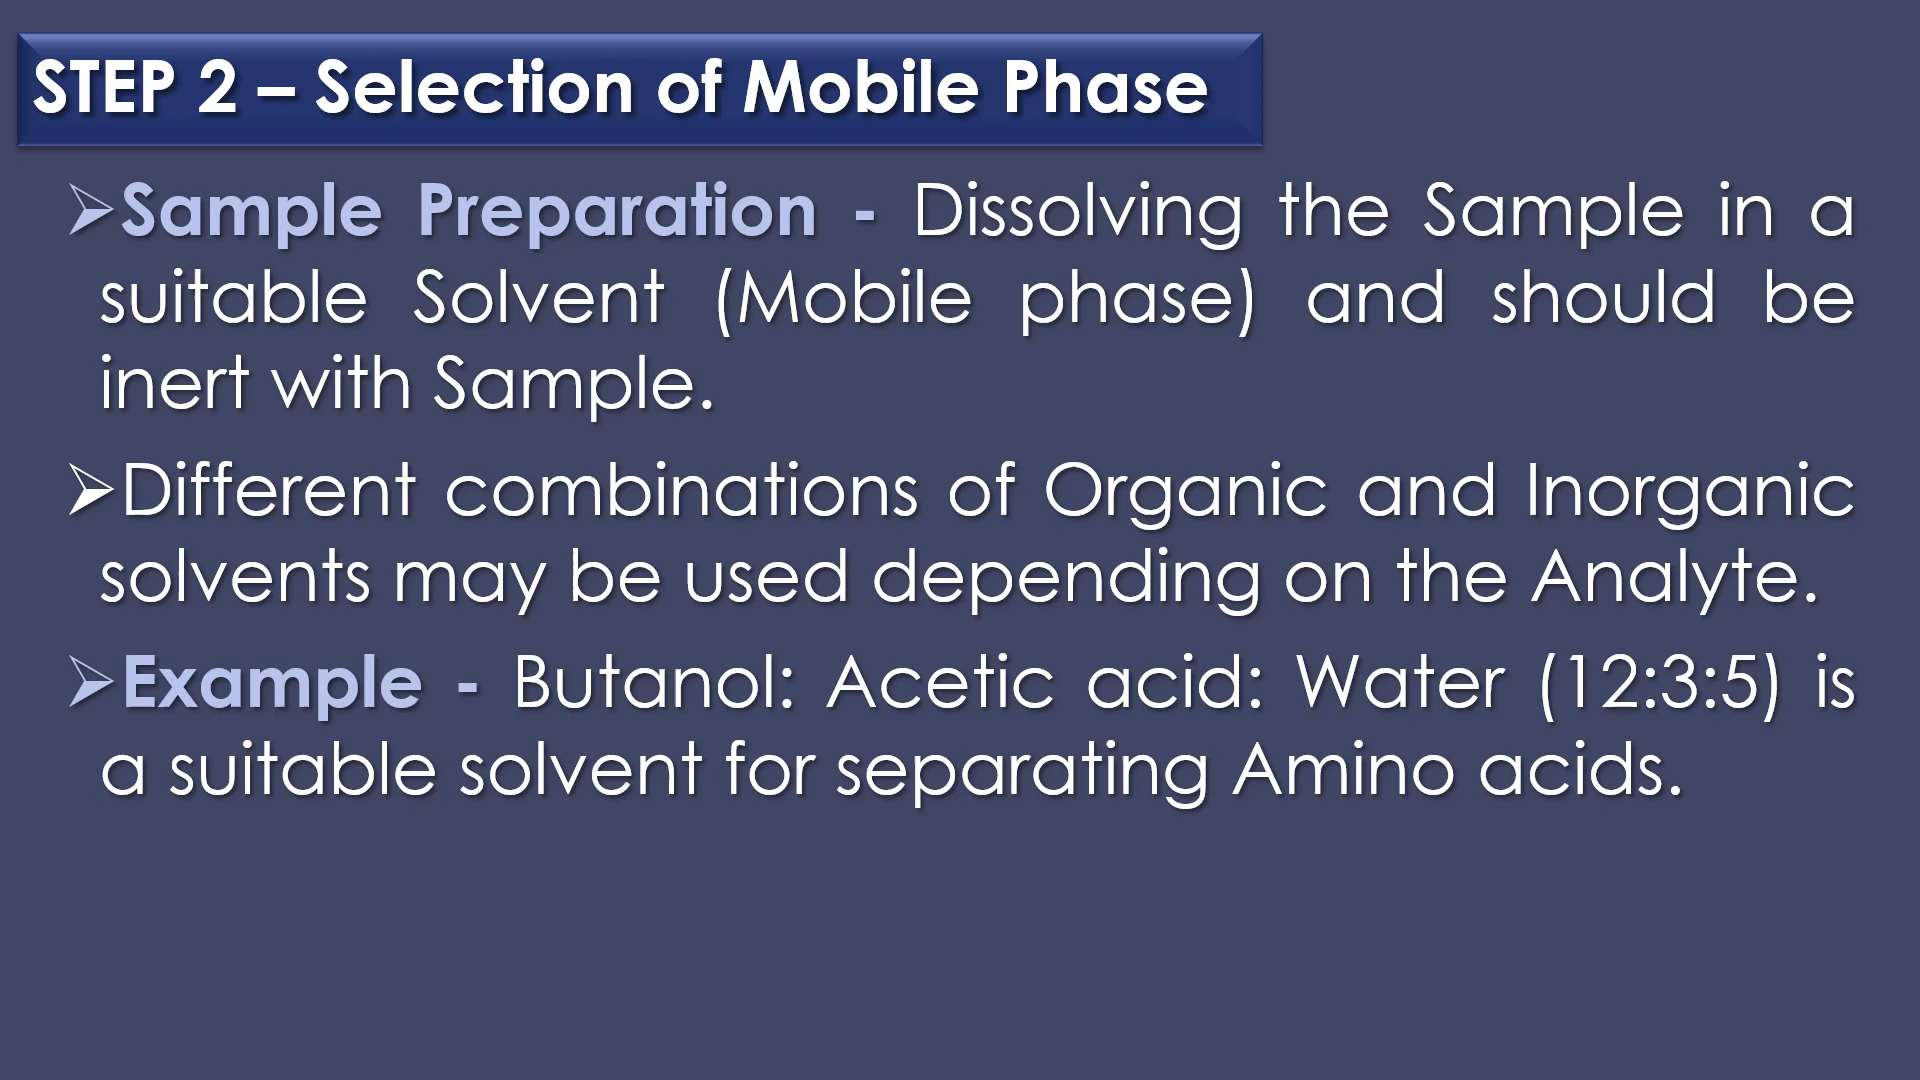 STEP 2 – Selection of Mobile Phase
➢Sample Preparation - Dissolving the Sample in a
suitable Solvent (Mobile phase) and should be
inert with Sample.
➢Different combinations of Organic and Inorganic
solvents may be used depending on the Analyte.
➢Example - Butanol: Acetic acid: Water (12:3:5) is
a suitable solvent for separating Amino acids.